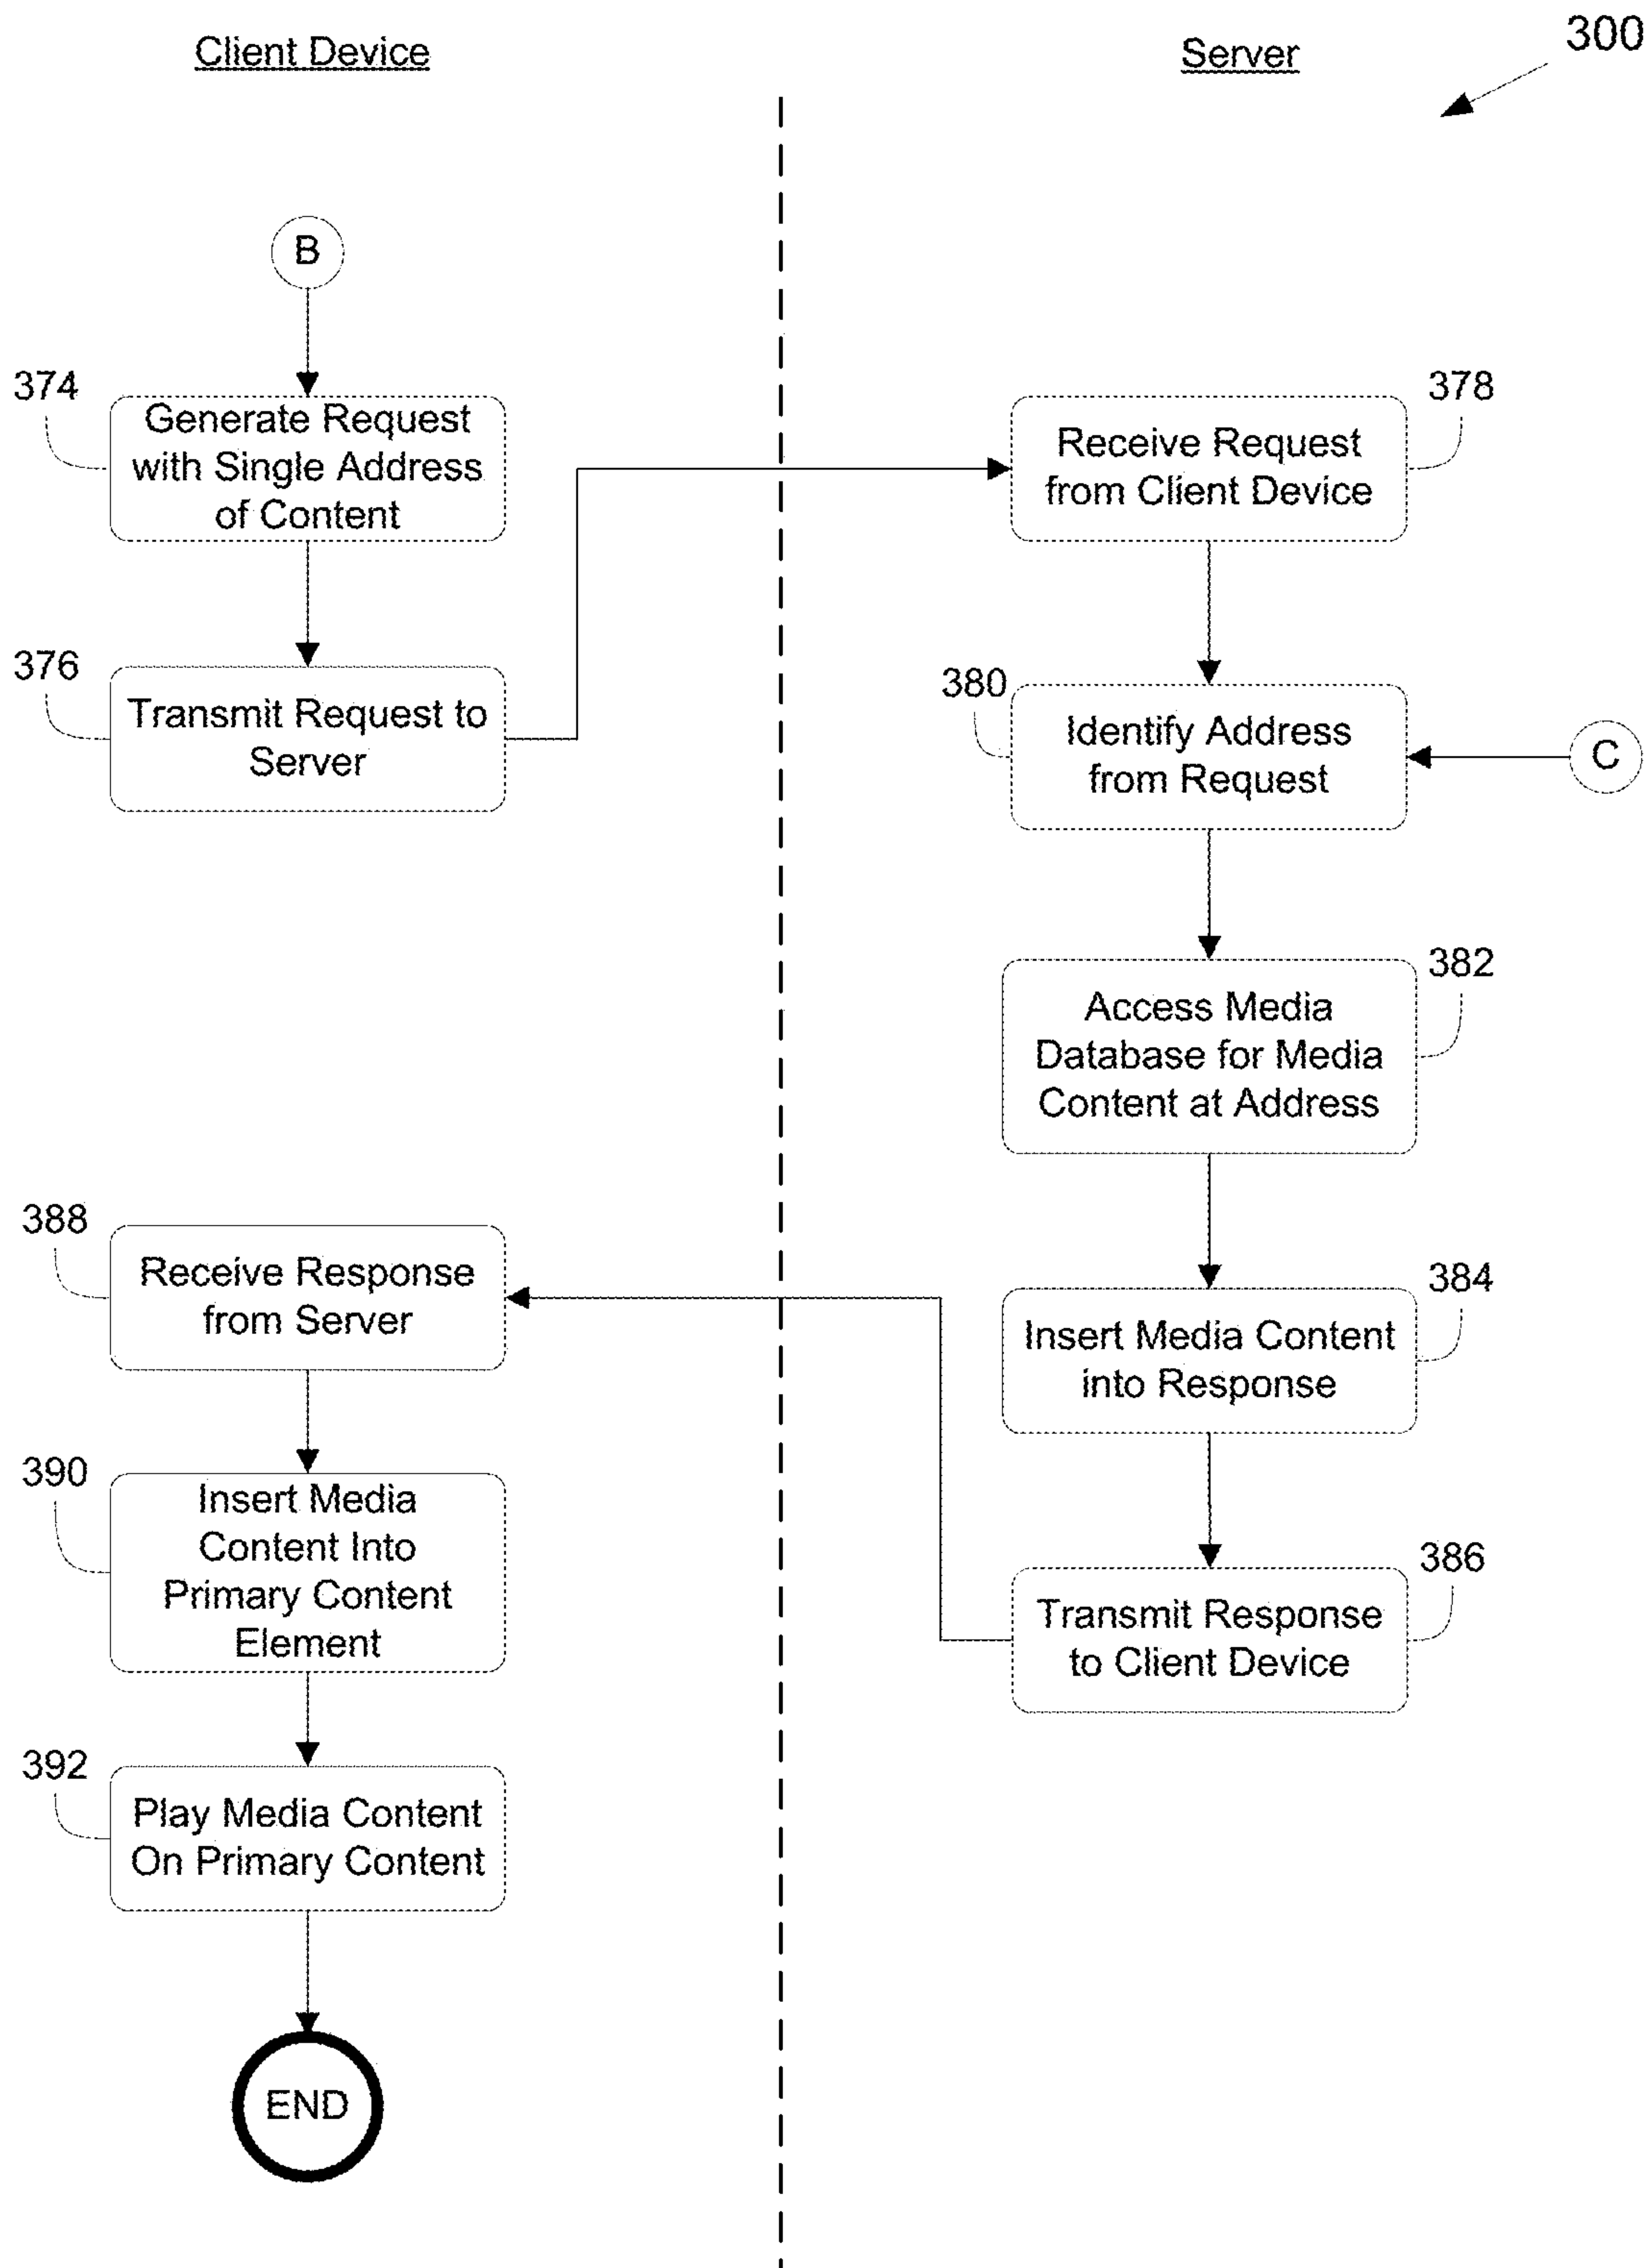 Client Device
Server
300
B
374
Generate Request
with Single Address
of Content
378
Receive Request
from Client Device
376
Transmit Request to
Server
380
Identify Address
from Request
C
382
Access Media
Database for Media
Content at Address
388
Receive Response
from Server
384
Insert Media Content
into Response
390
Insert Media
Content Into
Primary Content
Element
386
Transmit Response
to Client Device
392
Play Media Content
On Primary Content
END